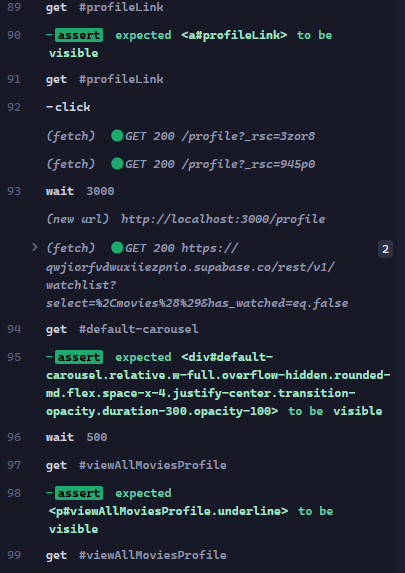 89 get #profileLink
90 -assert expected <a#profileLink> to be
visible
91 get #profileLink
92 -click
(fetch) GET 200 /profile?_rsc=3zor8
(fetch) GET 200 /profile?_rsc=945p0
93 wait 3000
(new url) http://localhost:3000/profile
(fetch) GET 200 https:// 2
qwjiorfvdwuxiiezpnio.supabase.co/rest/v1/
watchlist?
select=%2Cmovies%28%29&has_watched=eq.false
94 get #default-carousel
95 -assert expected <div#default-
carousel.relative.w-full.overflow-hidden.rounded-
md.flex.space-x-4.justify-center.transition-
opacity.duration-300.opacity-100> to be visible
96 wait 500
97 get #viewAllMoviesProfile
98 -assert expected
<p#viewAllMoviesProfile.underline> to be
visible
99 get #viewAllMoviesProfile